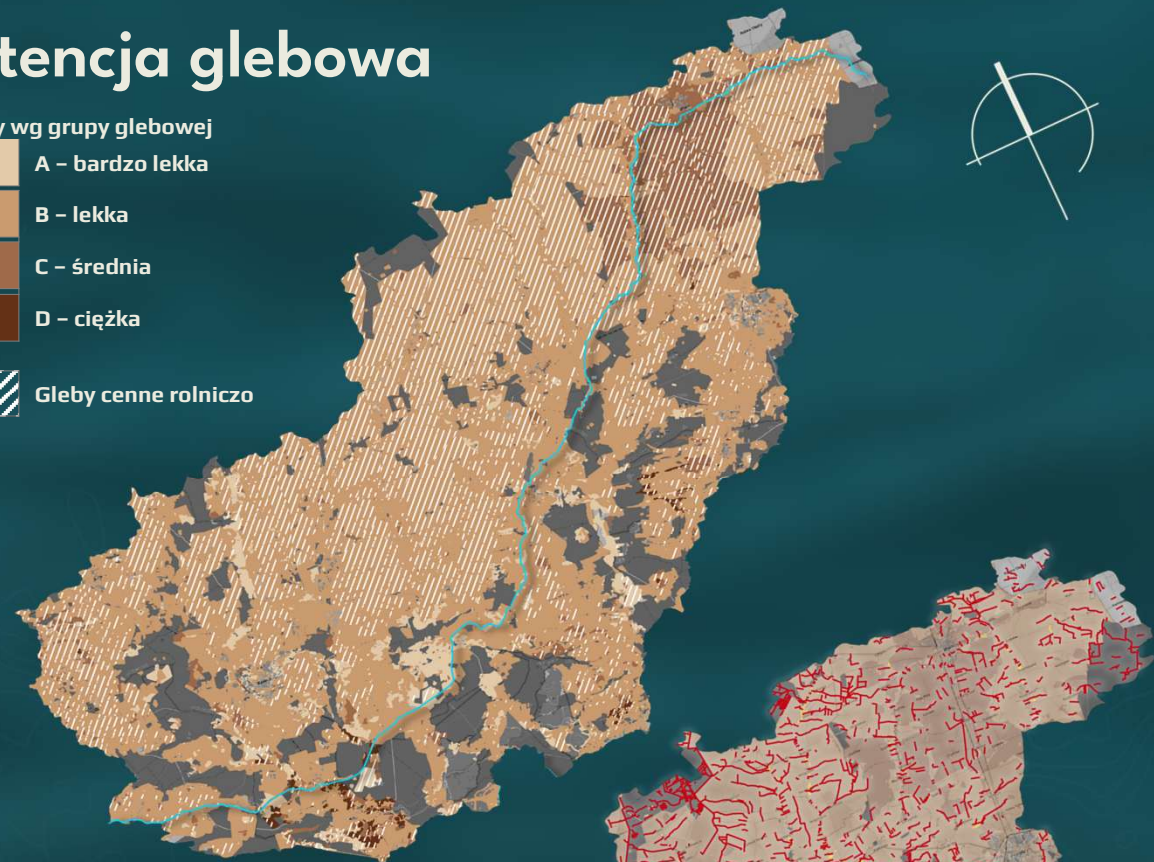 tencja glebowa
y wg grupy glebowej
A – bardzo lekka
B – lekka
C – średnia
D – ciężka
Gleby cenne rolniczo